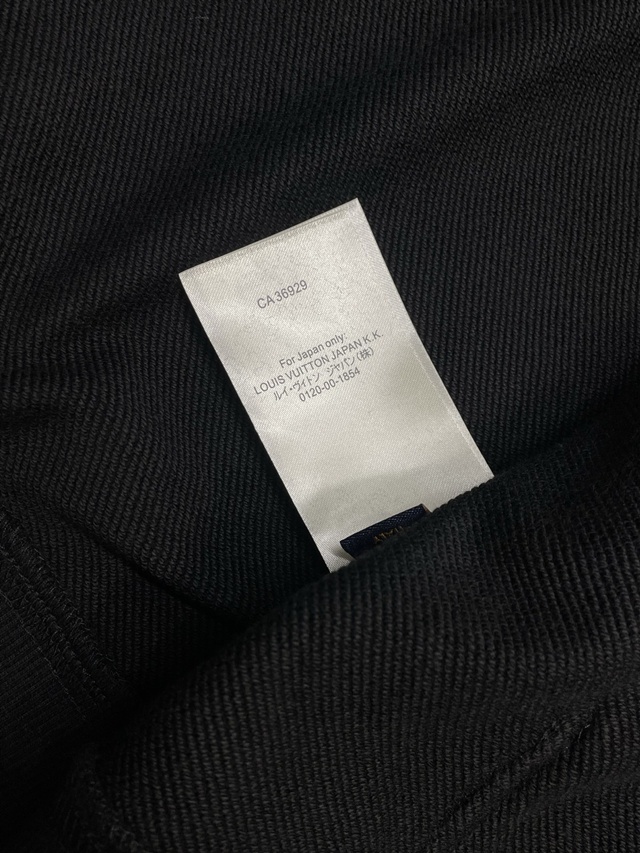 CA 36929
For Japan only:
LOUIS VUITTON JAPAN K.K.
ルイ・ヴィトン ジャパン(株)
0120-00-1854